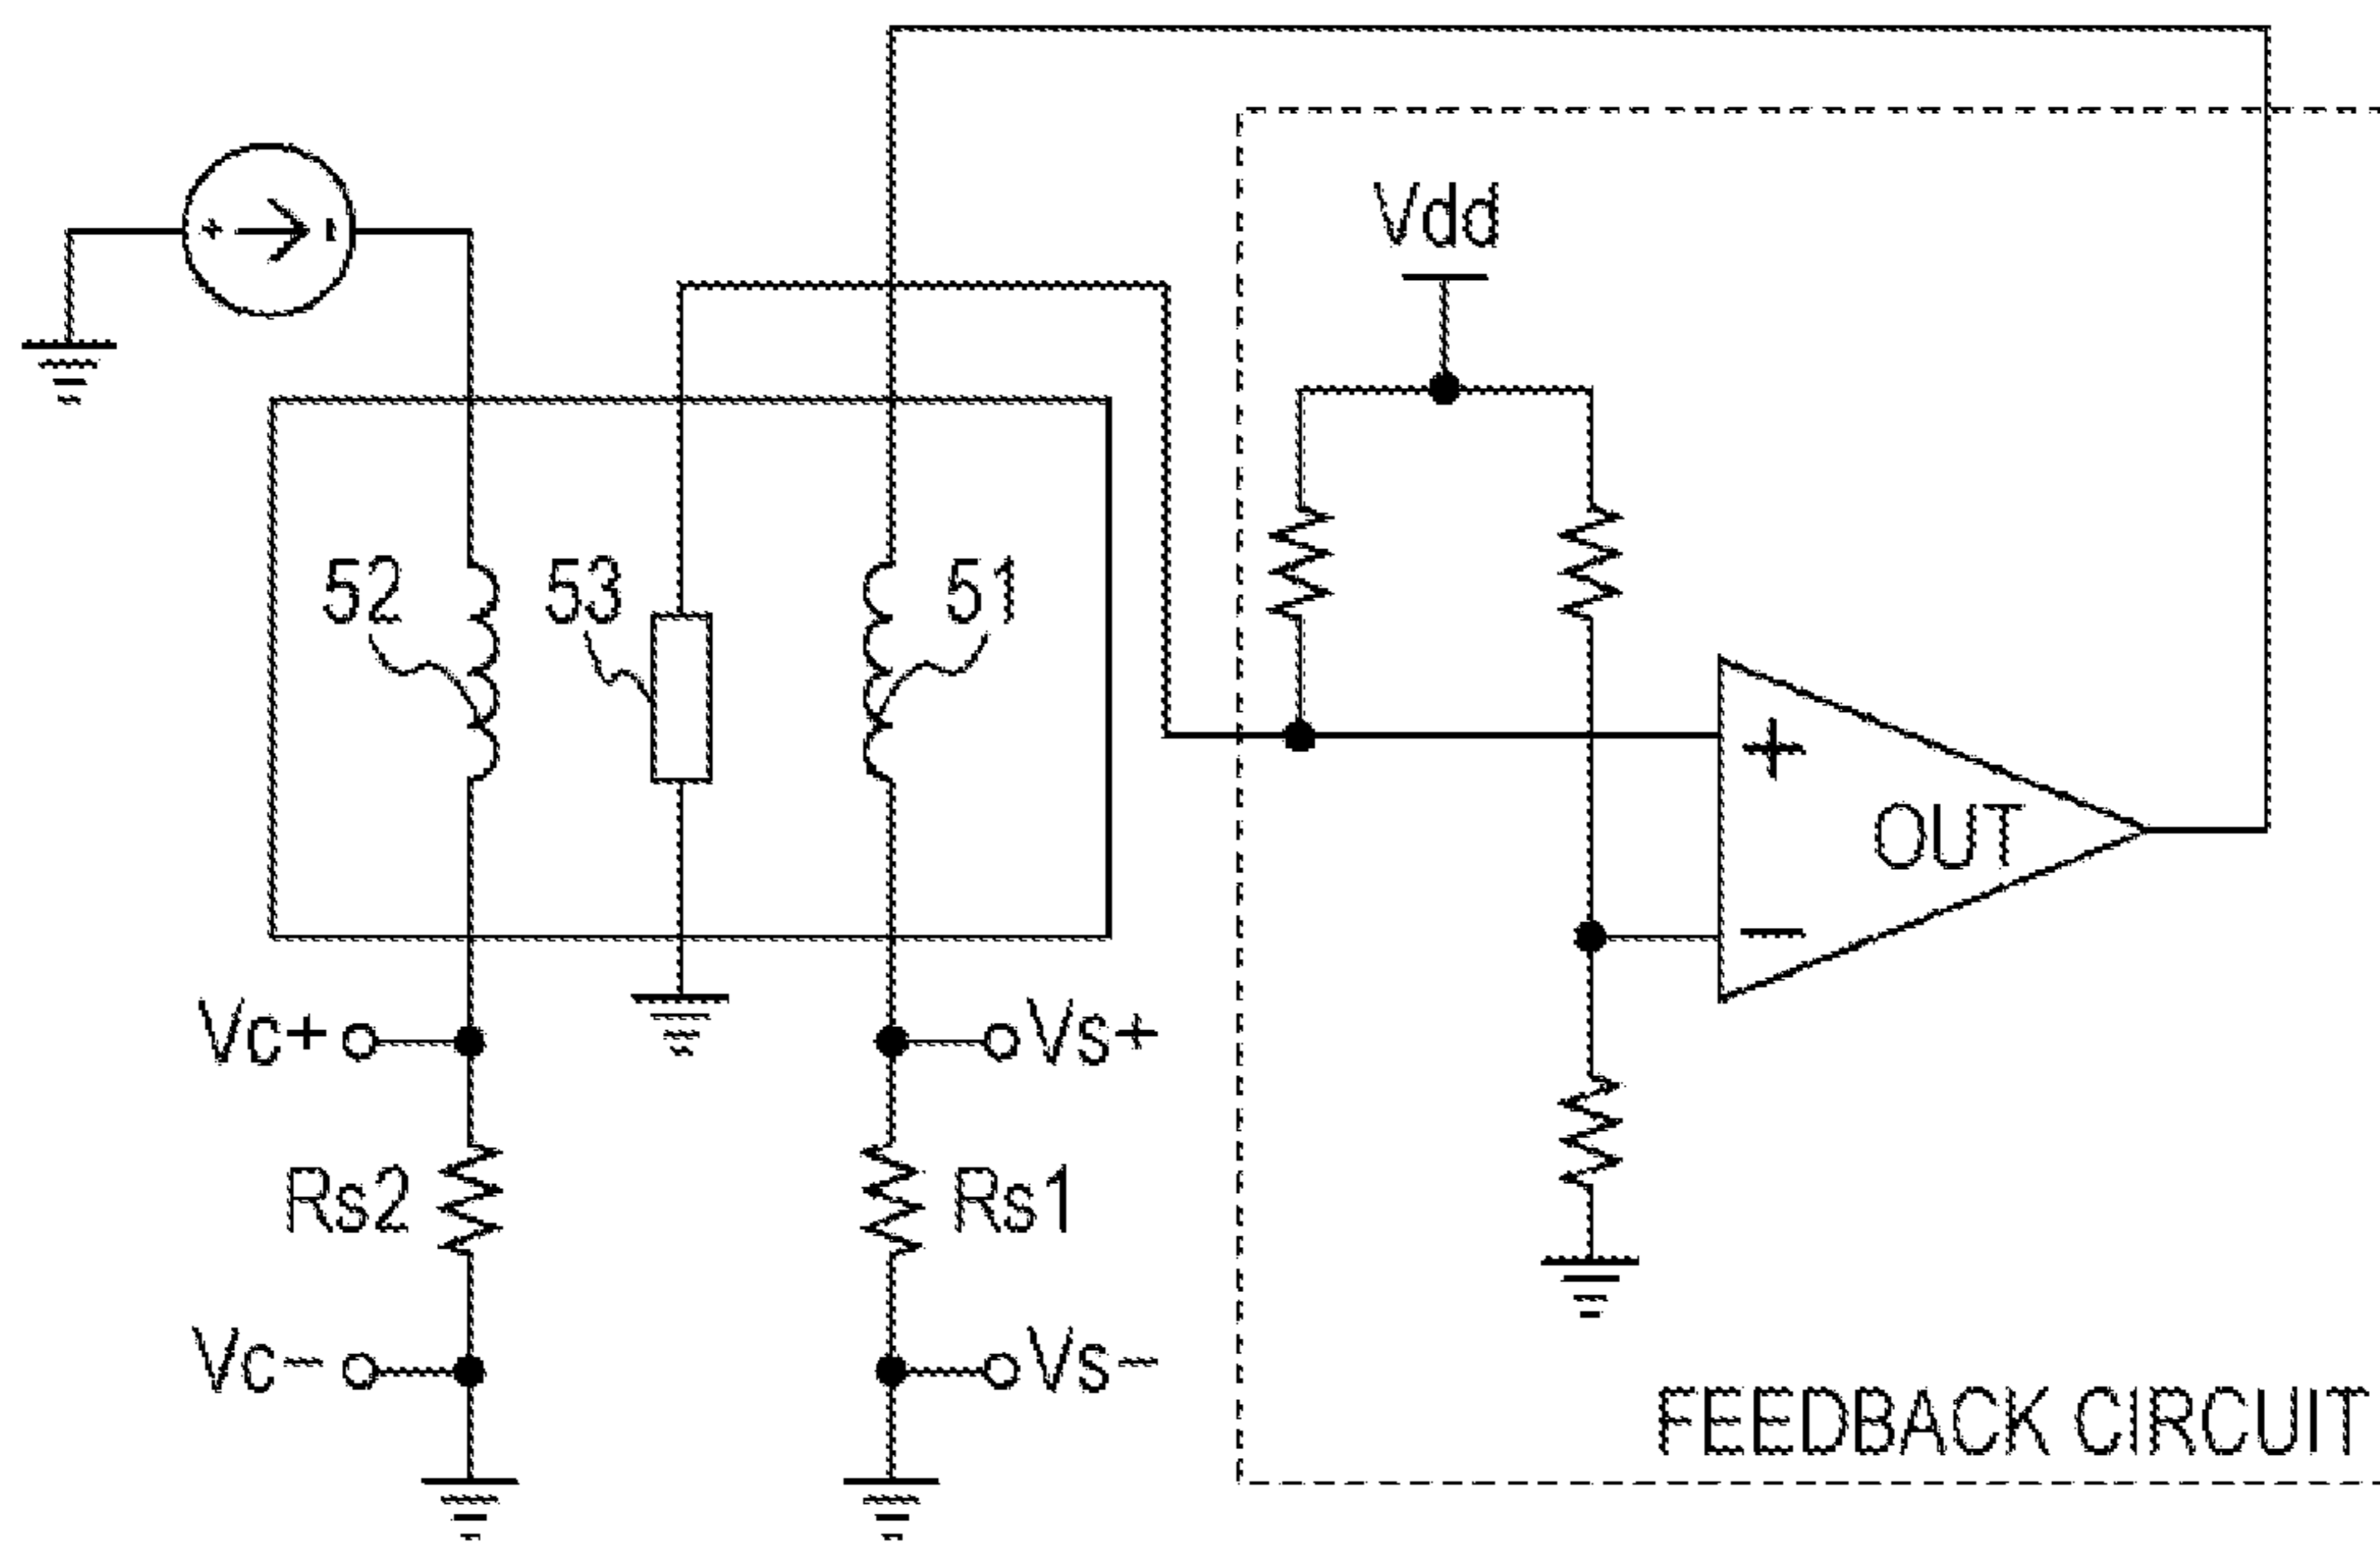 Vdd
52
53
51
+
OUT
−
Vc+
Vs+
Rs2
Rs1
Vc−
Vs−
FEEDBACK CIRCUIT